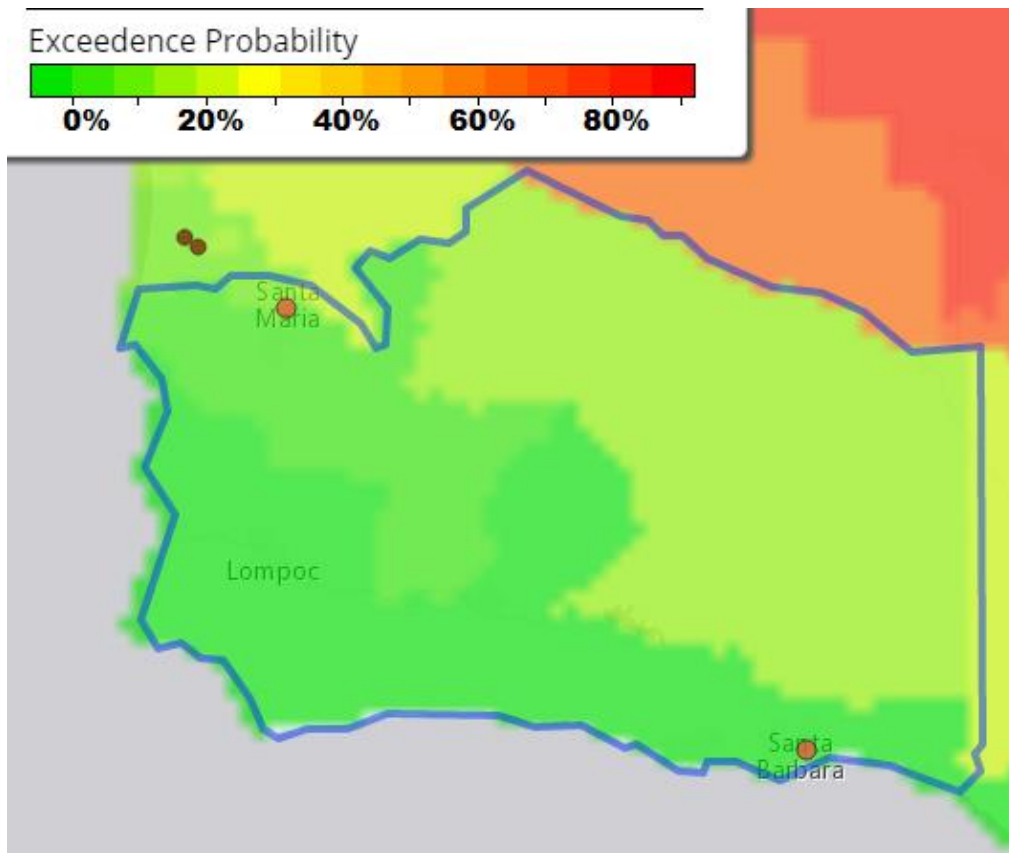 Exceedence Probability
0% 20% 40% 60% 80%
Santa
Maria
Lompoc
Santa
Barbara